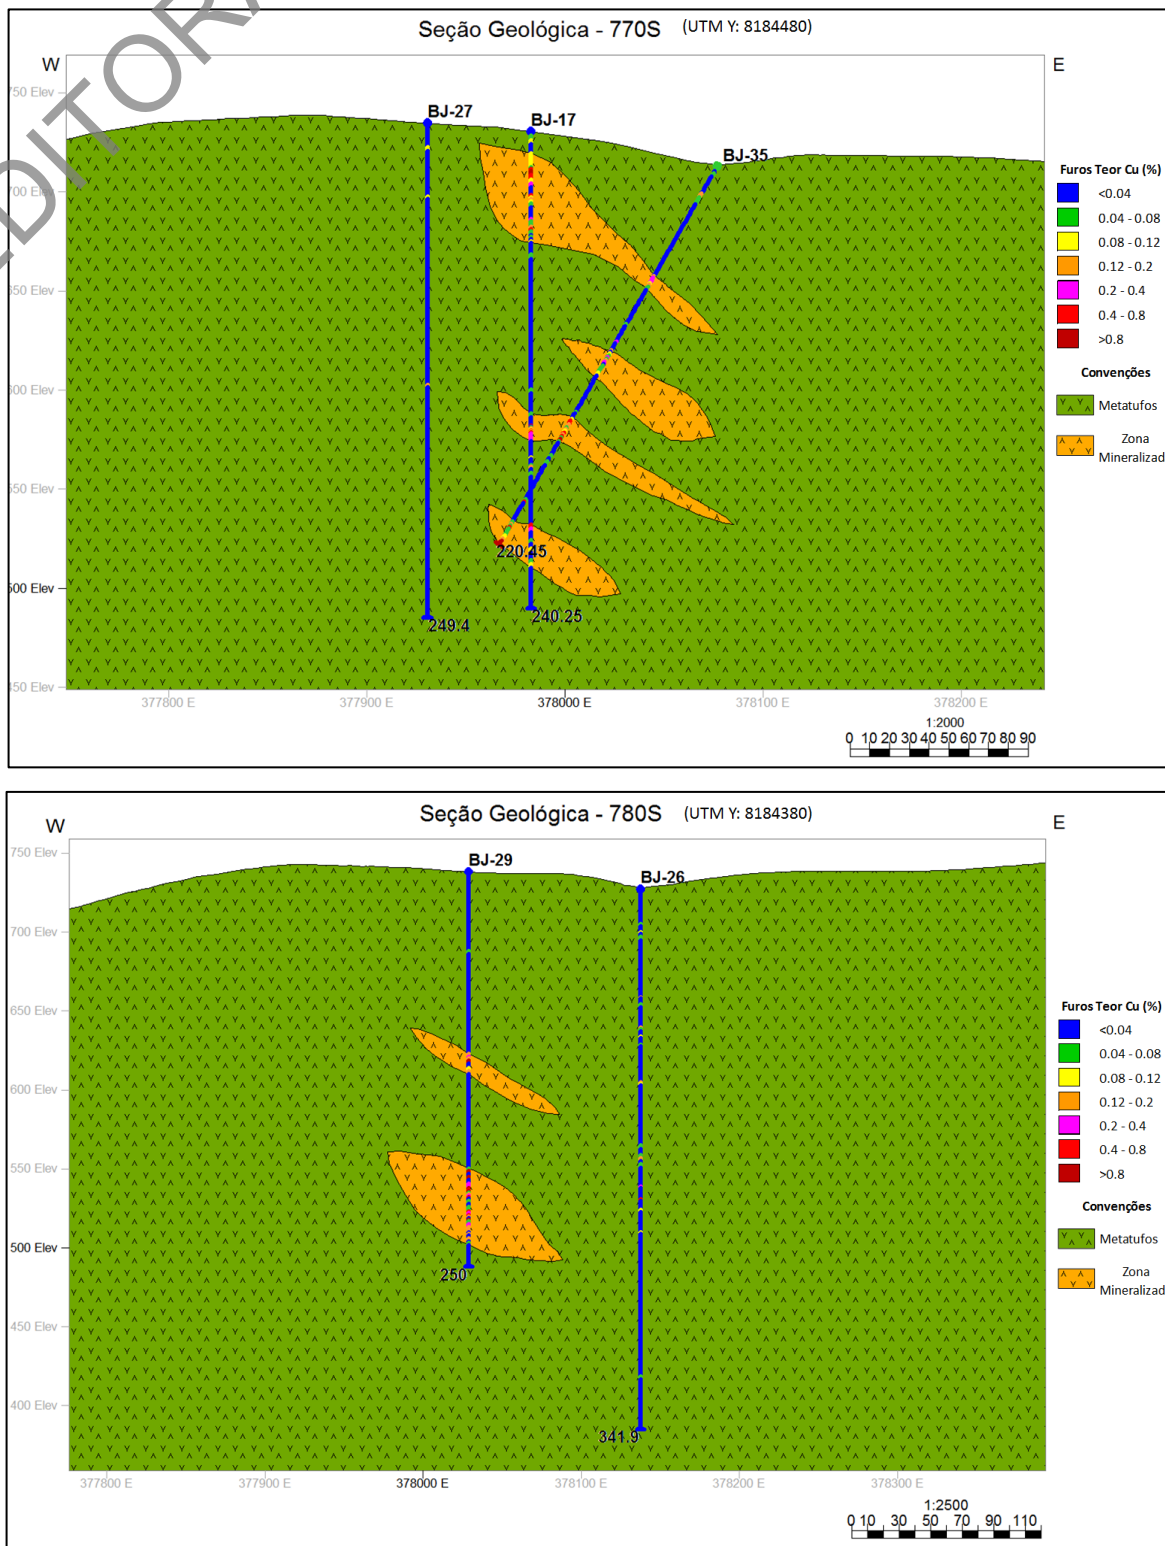 EDITORA
Seção Geológica - 770S (UTM Y: 8184480)
W
E
750 Elev
700 Elev
650 Elev
600 Elev
550 Elev
500 Elev
450 Elev
BJ-27
BJ-17
BJ-35
220.45
240.25
249.4
377800 E
377900 E
378000 E
378100 E
378200 E
1:2000
0 10 20 30 40 50 60 70 80 90
Furos Teor Cu (%)
<0.04
0.04 - 0.08
0.08 - 0.12
0.12 - 0.2
0.2 - 0.4
0.4 - 0.8
>0.8
Convenções
Metatufos
Zona
Mineralizad
Seção Geológica - 780S (UTM Y: 8184380)
W
E
750 Elev
700 Elev
650 Elev
600 Elev
550 Elev
500 Elev
450 Elev
400 Elev
BJ-29
BJ-26
250
341.9
377800 E
377900 E
378000 E
378100 E
378200 E
378300 E
1:2500
0 10 30 50 70 90 110
Furos Teor Cu (%)
<0.04
0.04 - 0.08
0.08 - 0.12
0.12 - 0.2
0.2 - 0.4
0.4 - 0.8
>0.8
Convenções
Metatufos
Zona
Mineralizad